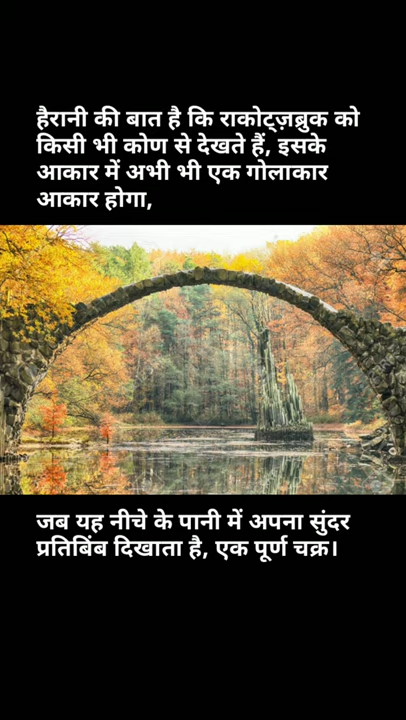 हैरानी की बात है कि राकोट्ज़ब्रुक को
किसी भी कोण से देखते हैं, इसके
आकार में अभी भी एक गोलाकार
आकार होगा,
जब यह नीचे के पानी में अपना सुंदर
प्रतिबिंब दिखाता है, एक पूर्ण चक्र।